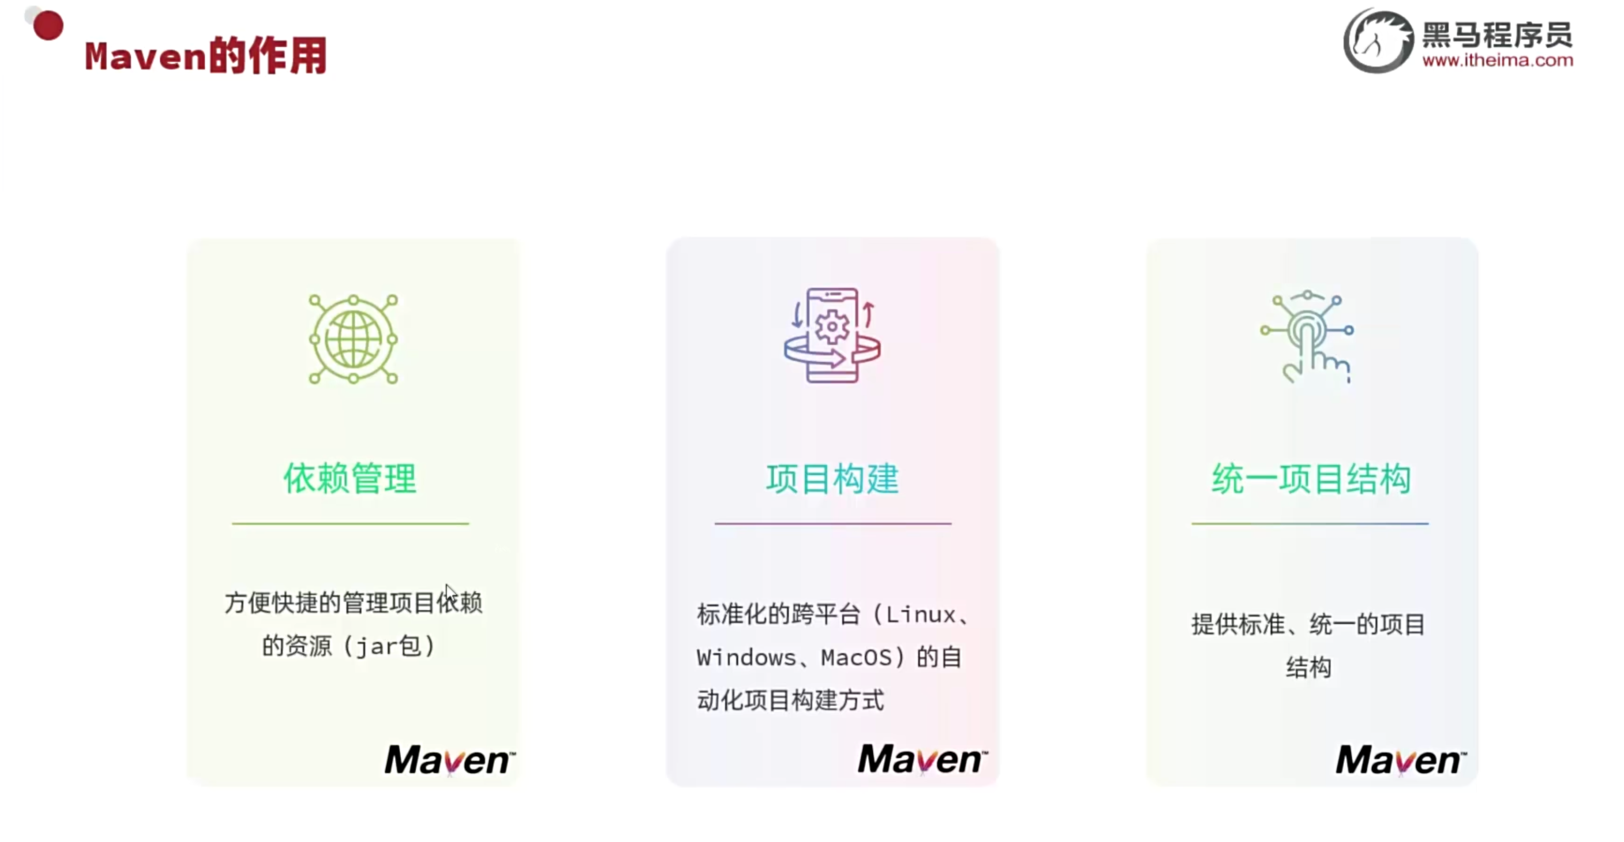 Maven的作用
黑马程序员
www.itheima.com
依赖管理
方便快捷的管理项目依赖
的资源（jar包）
Maven™
项目构建
标准化的跨平台（Linux、
Windows、MacOS）的自
动化项目构建方式
Maven™
统一项目结构
提供标准、统一的项目
结构
Maven™